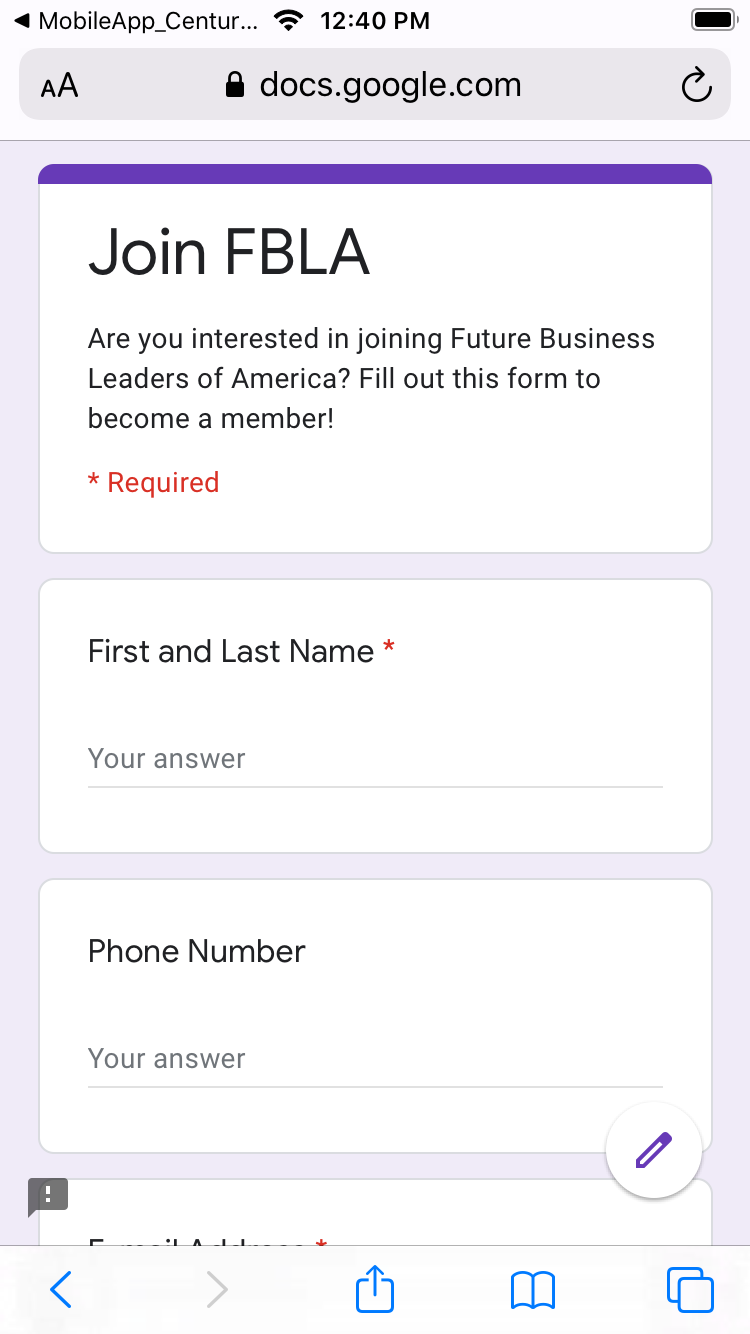 ◀ MobileApp_Centur... 12:40 PM
AA docs.google.com
Join FBLA
Are you interested in joining Future Business
Leaders of America? Fill out this form to
become a member!
* Required
First and Last Name *
Your answer
Phone Number
Your answer
E-mail Address *